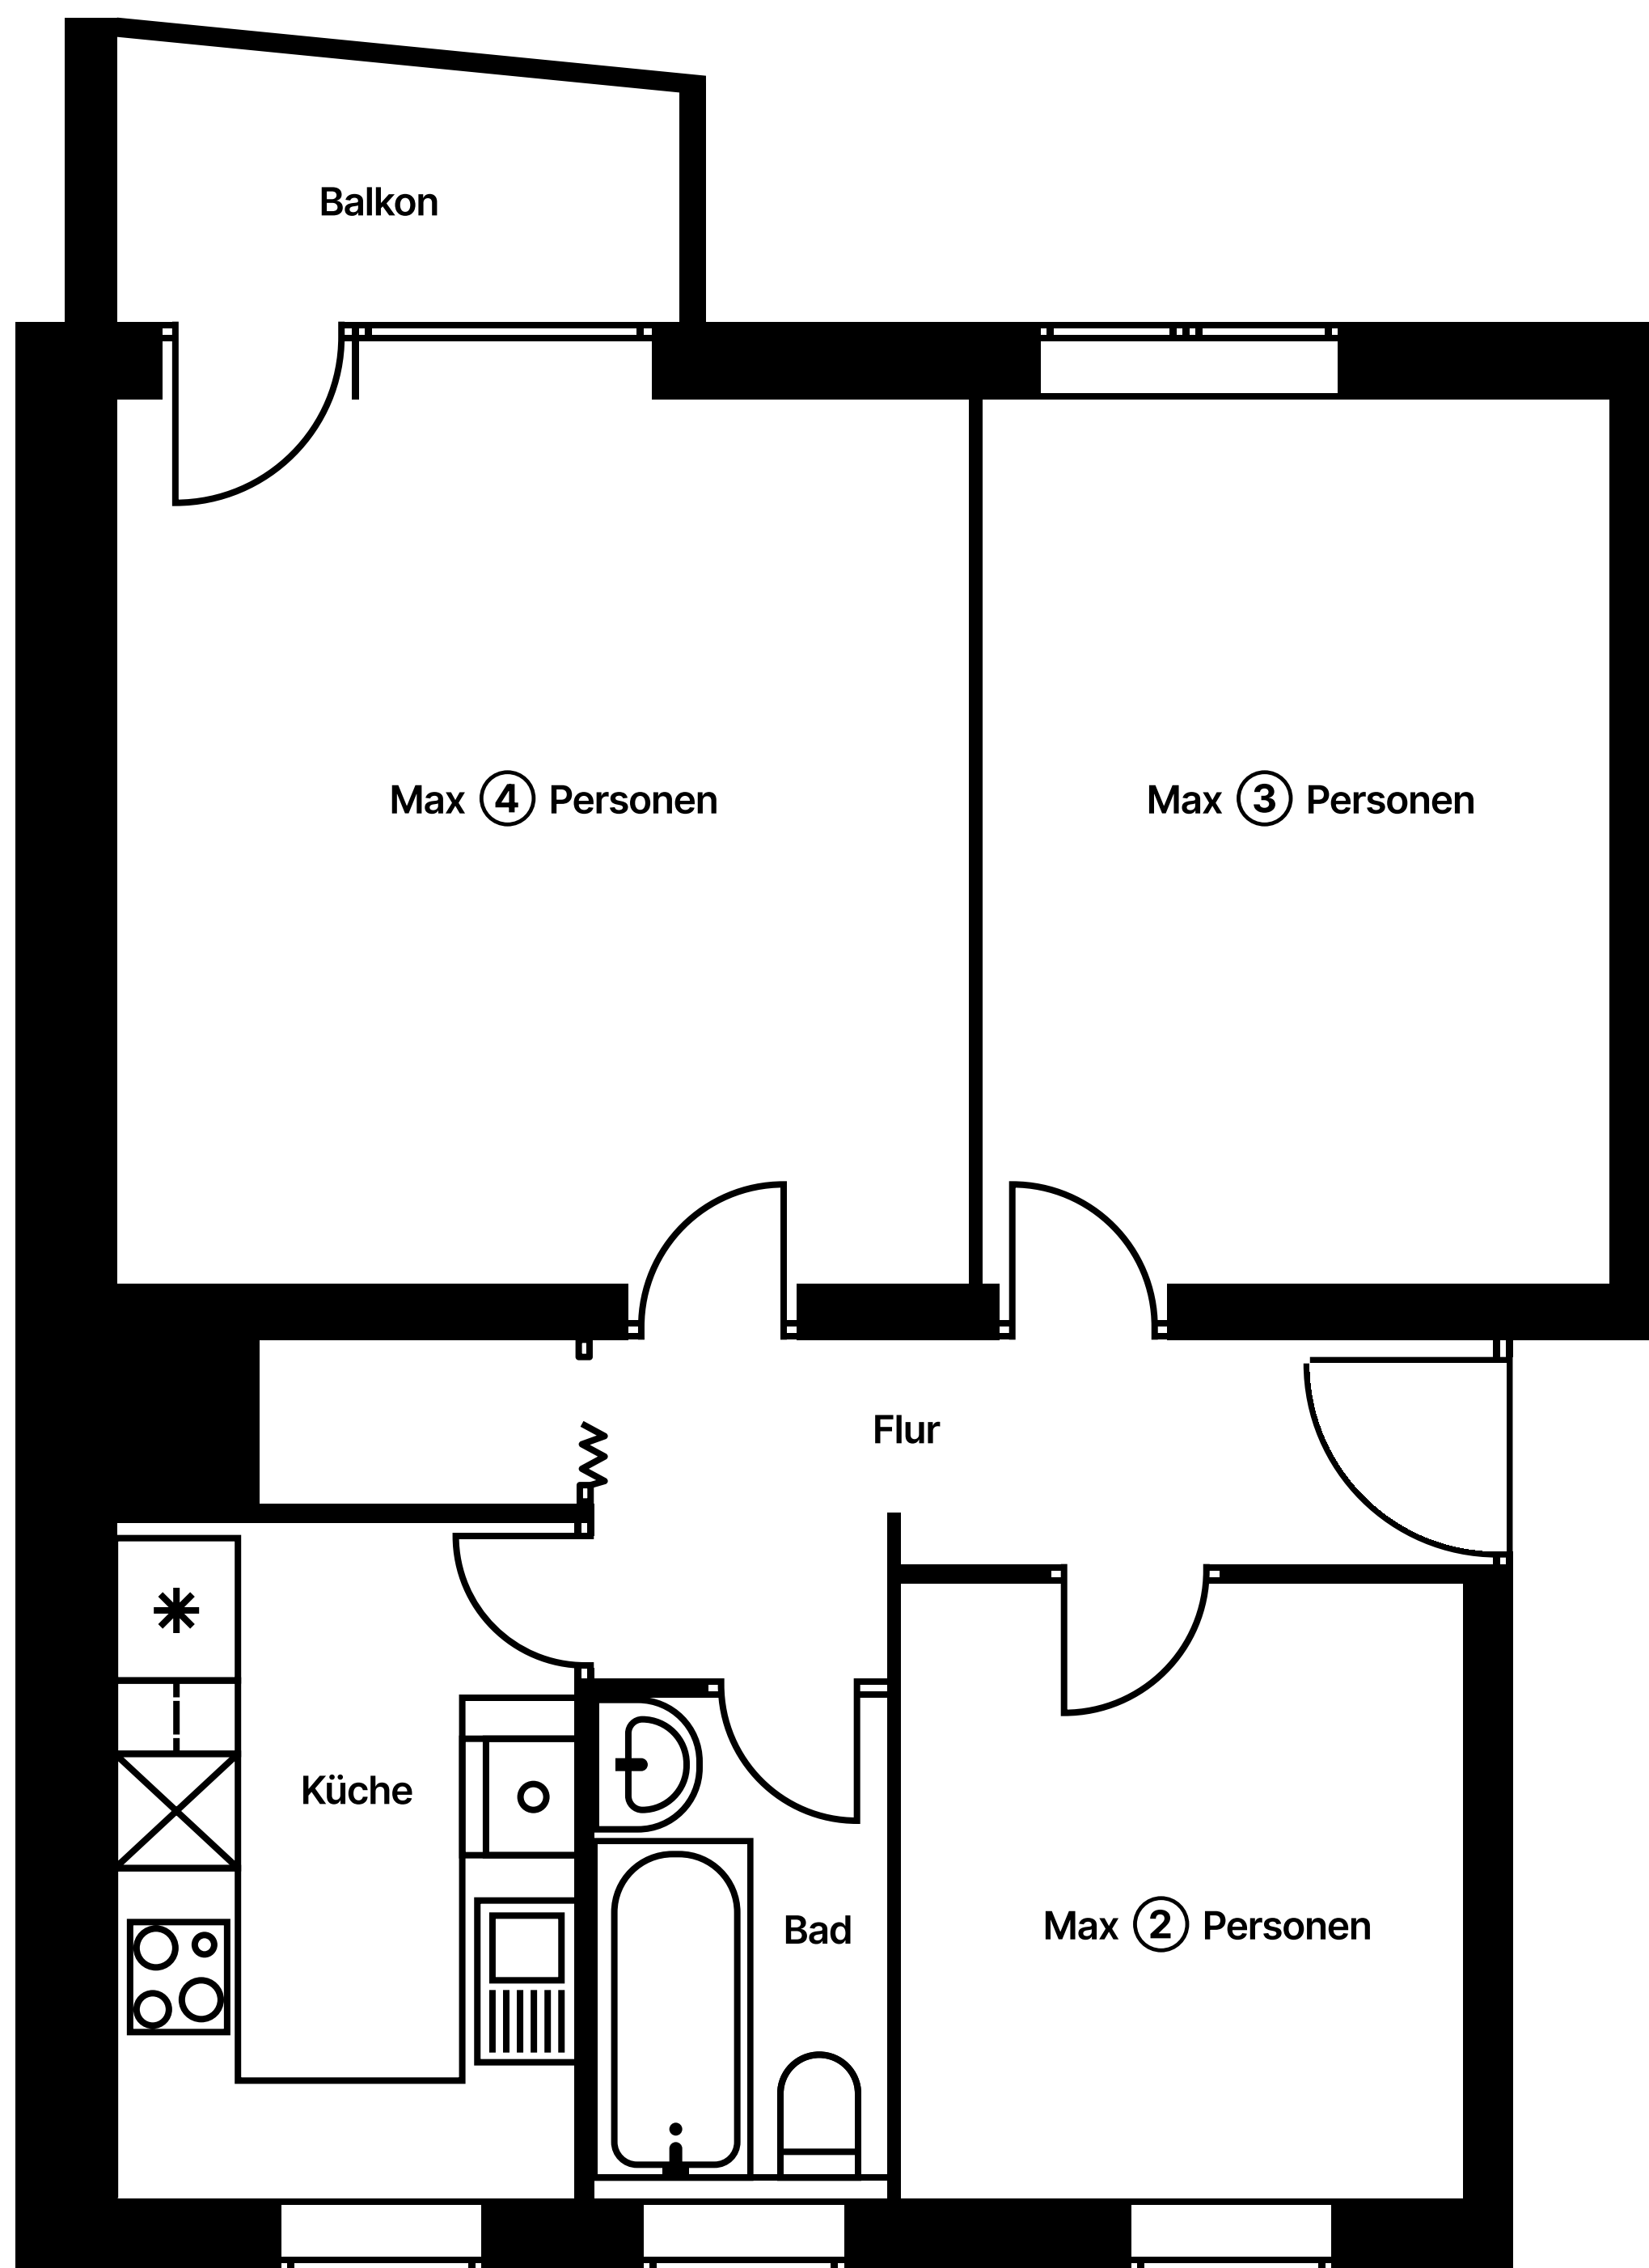 Balkon
Max 4 Personen
Max 3 Personen
Flur
Küche
Bad
Max 2 Personen